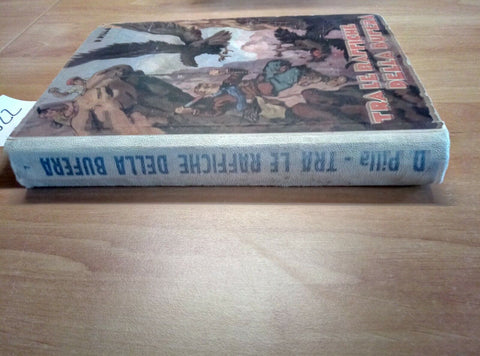 TRA LE RAFFICHE
DELLA BUFERA
D. Pilla - TRA LE RAFFICHE DELLA BUFERA